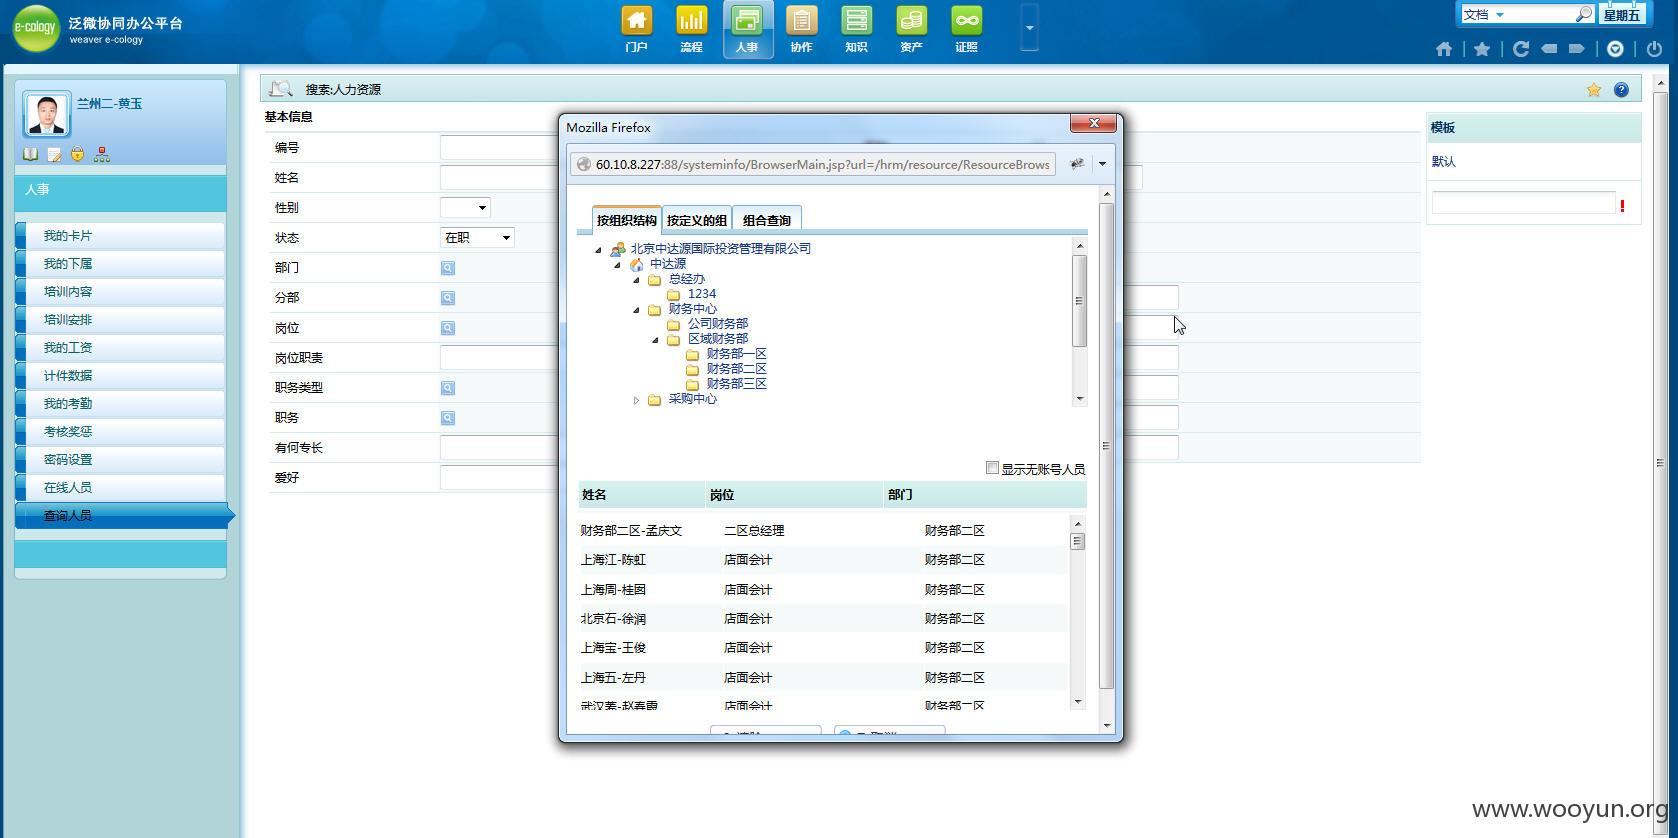 e-cology
泛微协同办公平台
weaver e-cology
门户
流程
人事
协作
知识
资产
证照
文档
星期五
兰州二-黄玉
人事
我的卡片
我的下属
培训内容
培训安排
我的工资
计件数据
我的考勤
考核奖惩
密码设置
在线人员
查询人员
搜索:人力资源
基本信息
编号
姓名
性别
状态
在职
部门
分部
岗位
岗位职责
职务类型
职务
有何专长
爱好
模板
默认
!
Mozilla Firefox
60.10.8.227:88/systeminfo/BrowserMain.jsp?url=/hrm/resource/ResourceBrows
按组织结构
按定义的组
组合查询
北京中达源国际投资管理有限公司
中达源
总经办
1234
财务中心
公司财务部
区域财务部
财务部一区
财务部二区
财务部三区
采购中心
显示无账号人员
姓名 岗位 部门
财务部二区-孟庆文 二区总经理 财务部二区
上海江-陈虹 店面会计 财务部二区
上海周-桂囡 店面会计 财务部二区
北京石-徐润 店面会计 财务部二区
上海宝-王俊 店面会计 财务部二区
上海五-左丹 店面会计 财务部二区
店面会计 财务部二区
www.wooyun.org